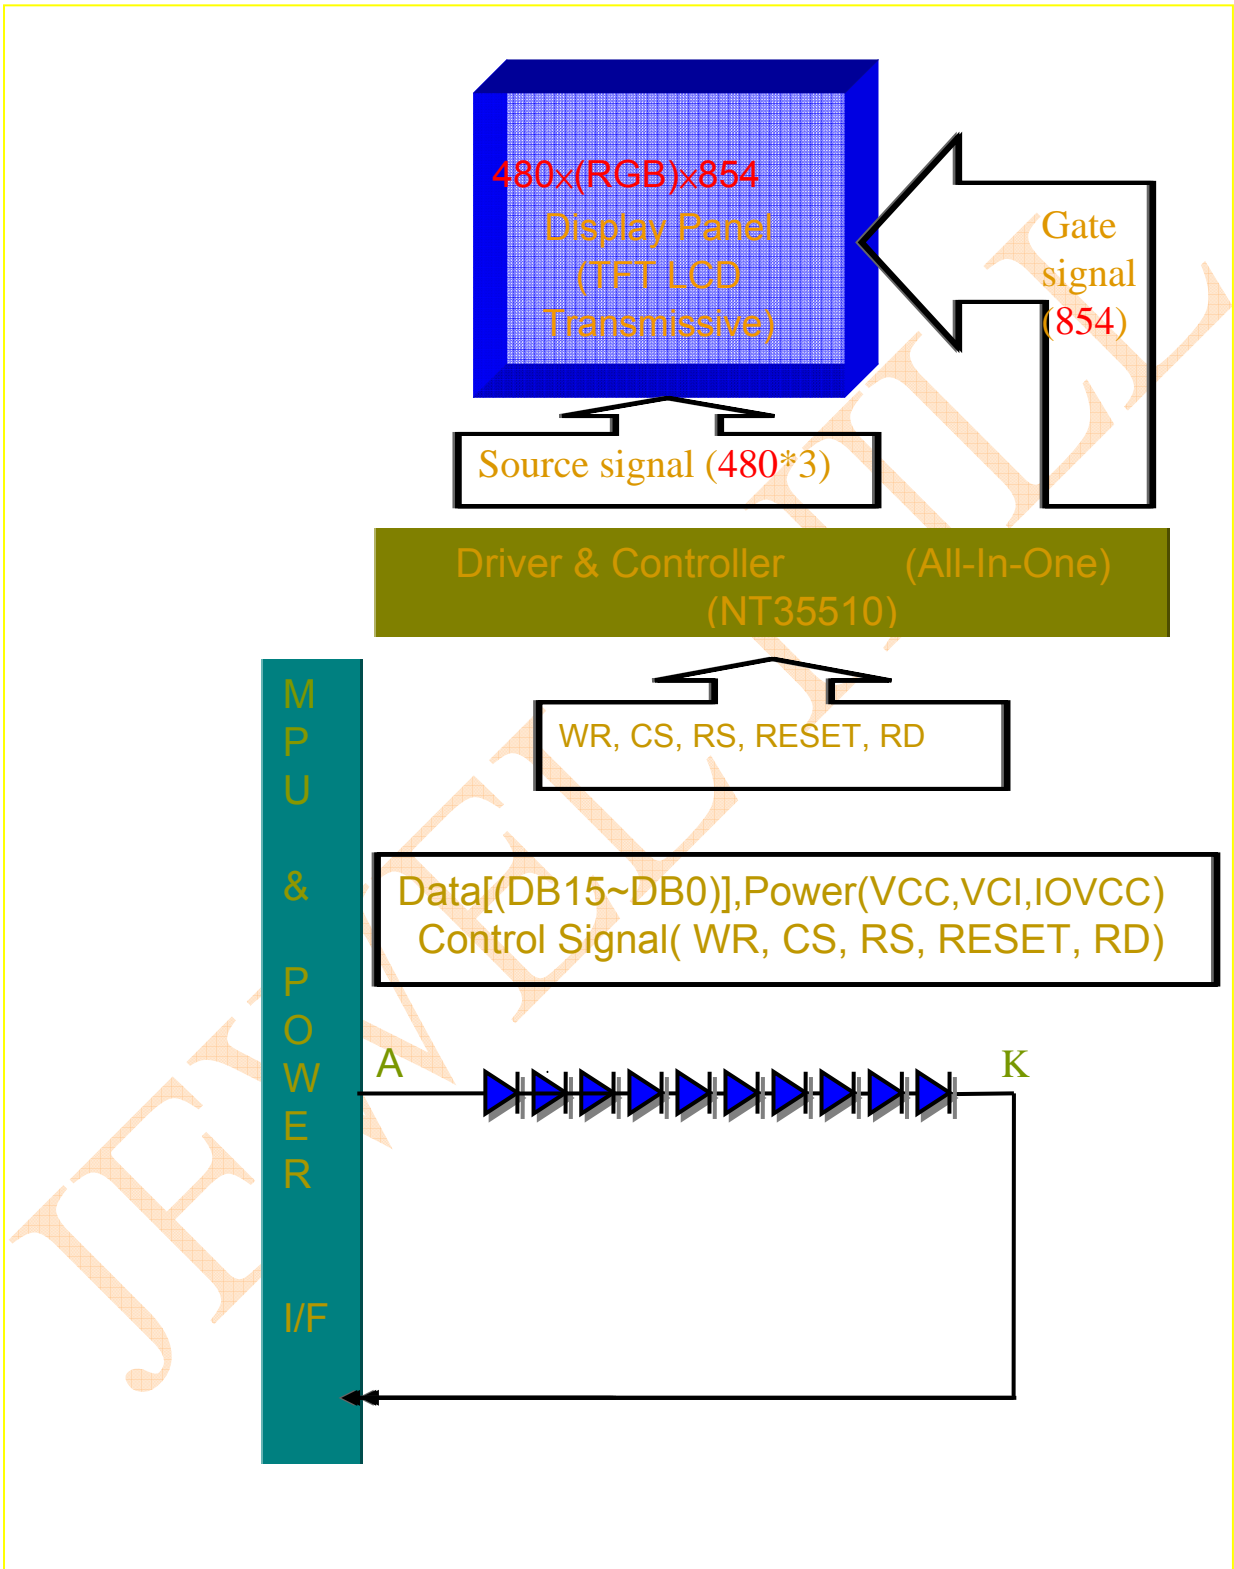 480×(RGB)×854
Display Panel
(TFT LCD
Transmissive)
Gate
signal
(854)
Source signal (480*3)
Driver & Controller (All-In-One)
(NT35510)
M
P
U
&
P
O
W
E
R
I/F
WR, CS, RS, RESET, RD
Data[(DB15~DB0)],Power(VCC,VCI,IOVCC)
Control Signal( WR, CS, RS, RESET, RD)
A
K
JEWEL HILL